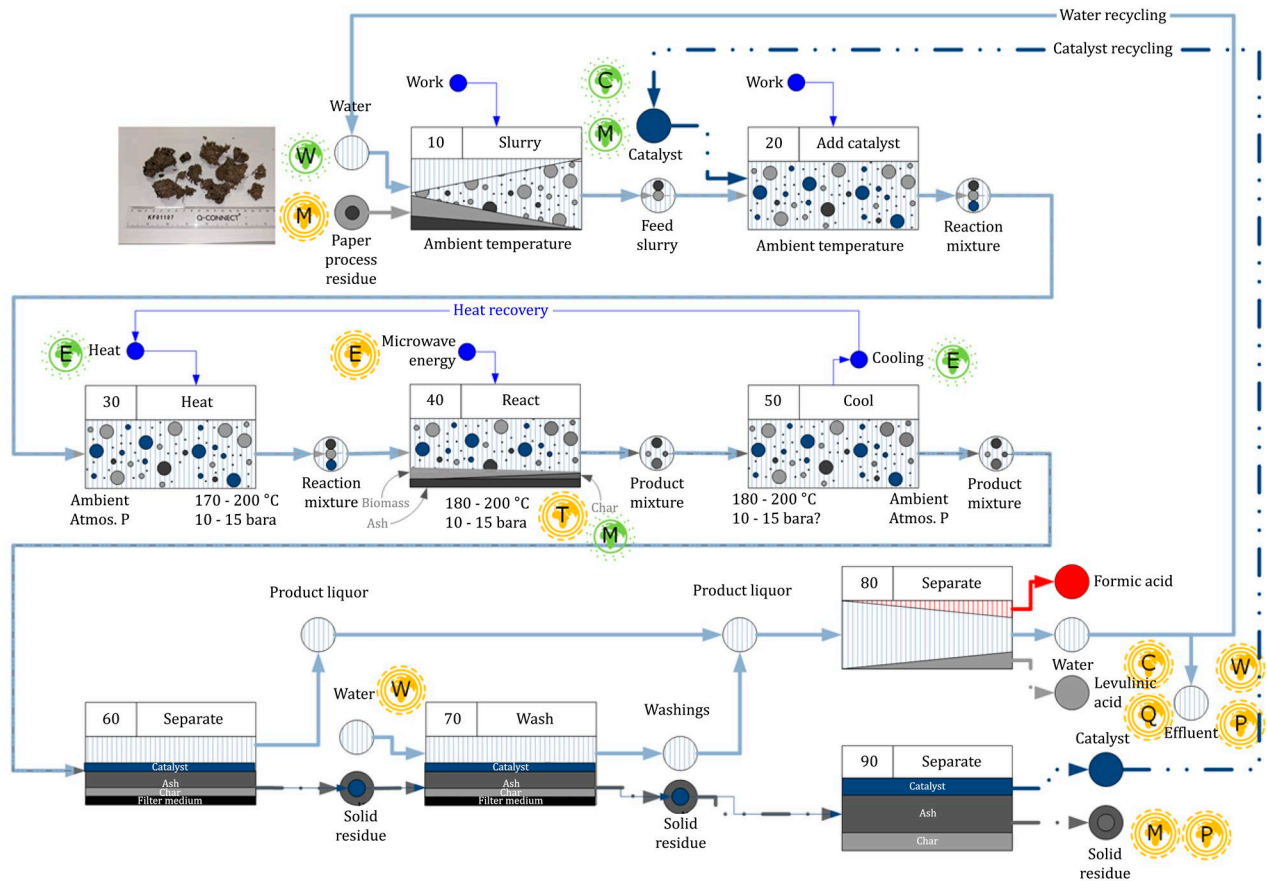 Water recycling
Catalyst recycling
Work
C
Work
Water
10 Slurry
M
20 Add catalyst
W
Catalyst
KF01107
Q-CONNECT
M
Paper
process
residue
Ambient temperature
Feed
slurry
Ambient temperature
Reaction
mixture
Heat recovery
E
Heat
E
Microwave
energy
Cooling
E
30 Heat
40 React
50 Cool
Ambient
Atmos. P
170 - 200 °C
10 - 15 bara
Reaction
mixture
Biomass
Ash
180 - 200 °C
10 - 15 bara
T
Char
M
Product
mixture
180 - 200 °C
10 - 15 bara?
Ambient
Atmos. P
Product
mixture
Product liquor
Product liquor
80 Separate
Formic acid
Water
C
W
Levulinic
acid
Q
Effluent
P
Water
W
Washings
60 Separate
70 Wash
Catalyst
Ash
Char
Filter medium
Solid
residue
Catalyst
Ash
Char
Filter medium
Solid
residue
90 Separate
Catalyst
Ash
Char
Catalyst
Solid
residue
M
P